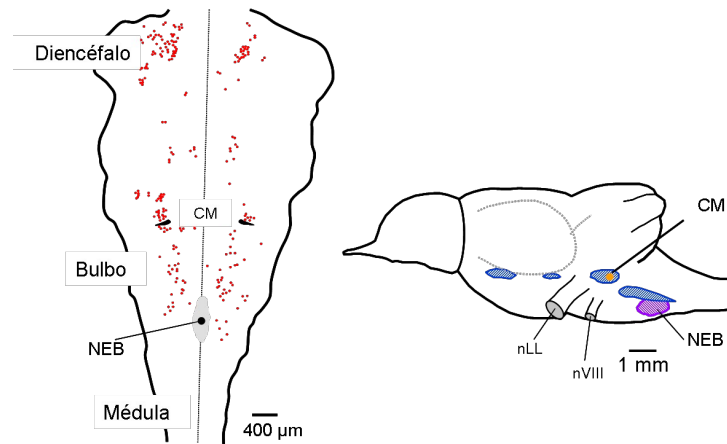 Diencéfalo
CM
Bulbo
NEB
Médula
400 µm
CM
NEB
nLL
nVIII
1 mm